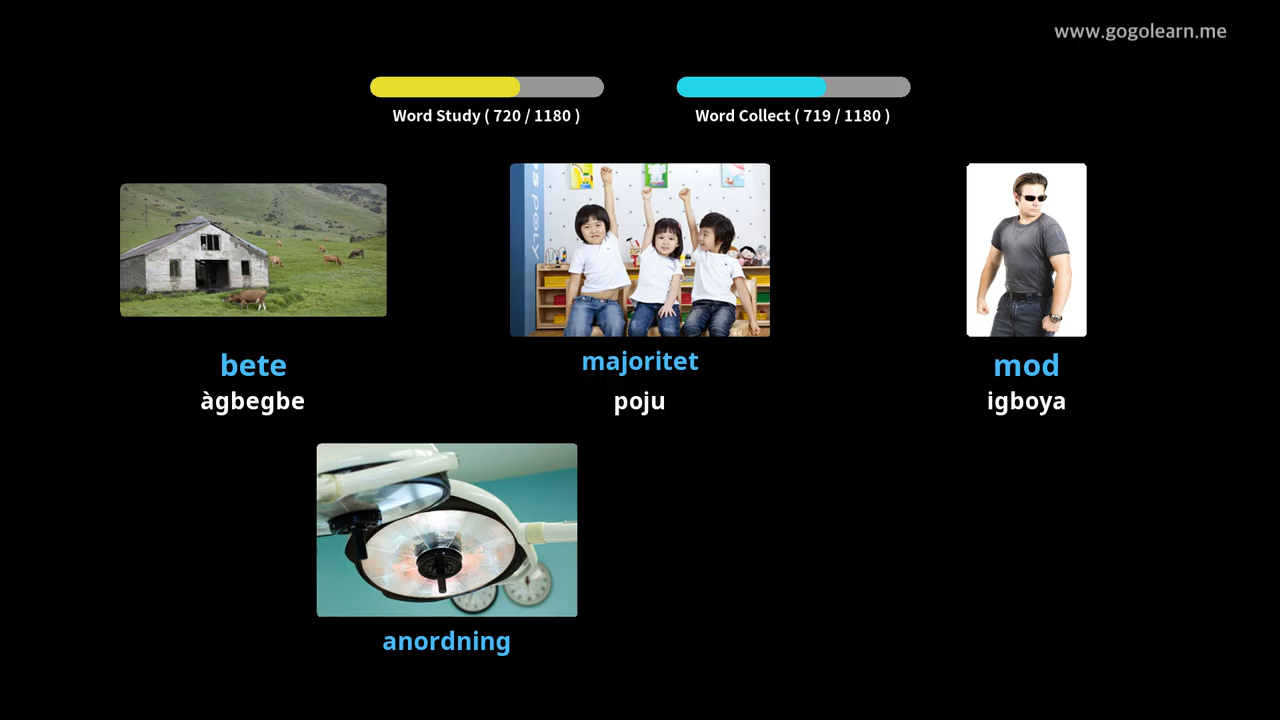 www.gogolearn.me
Word Study ( 720 / 1180 )
Word Collect ( 719 / 1180 )
bete
àgbegbe
majoritet
poju
mod
igboya
anordning